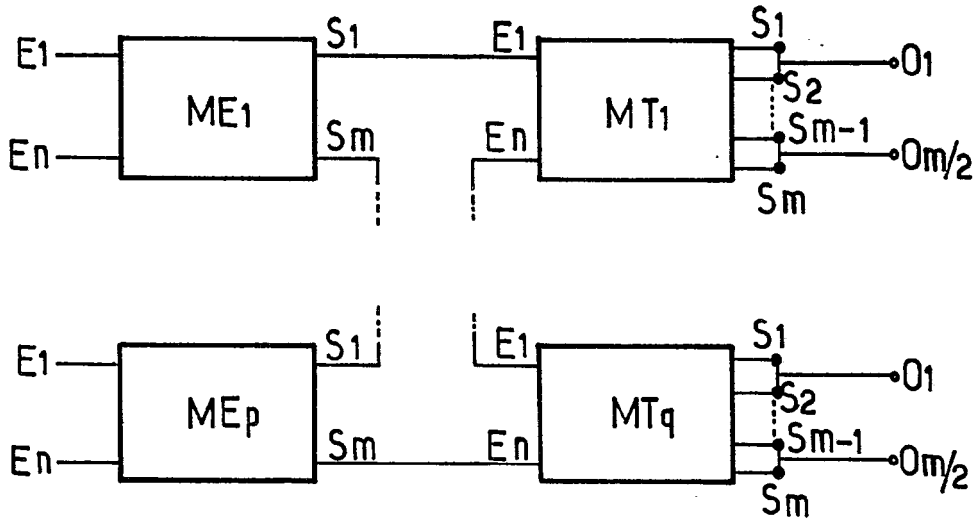 E1 ME1 S1 E1 MT1 S1 O1
S2
En Sm En Sm-1 Om/2
Sm
E1 MEp S1 E1 MTq S1 O1
S2
En Sm En Sm-1 Om/2
Sm